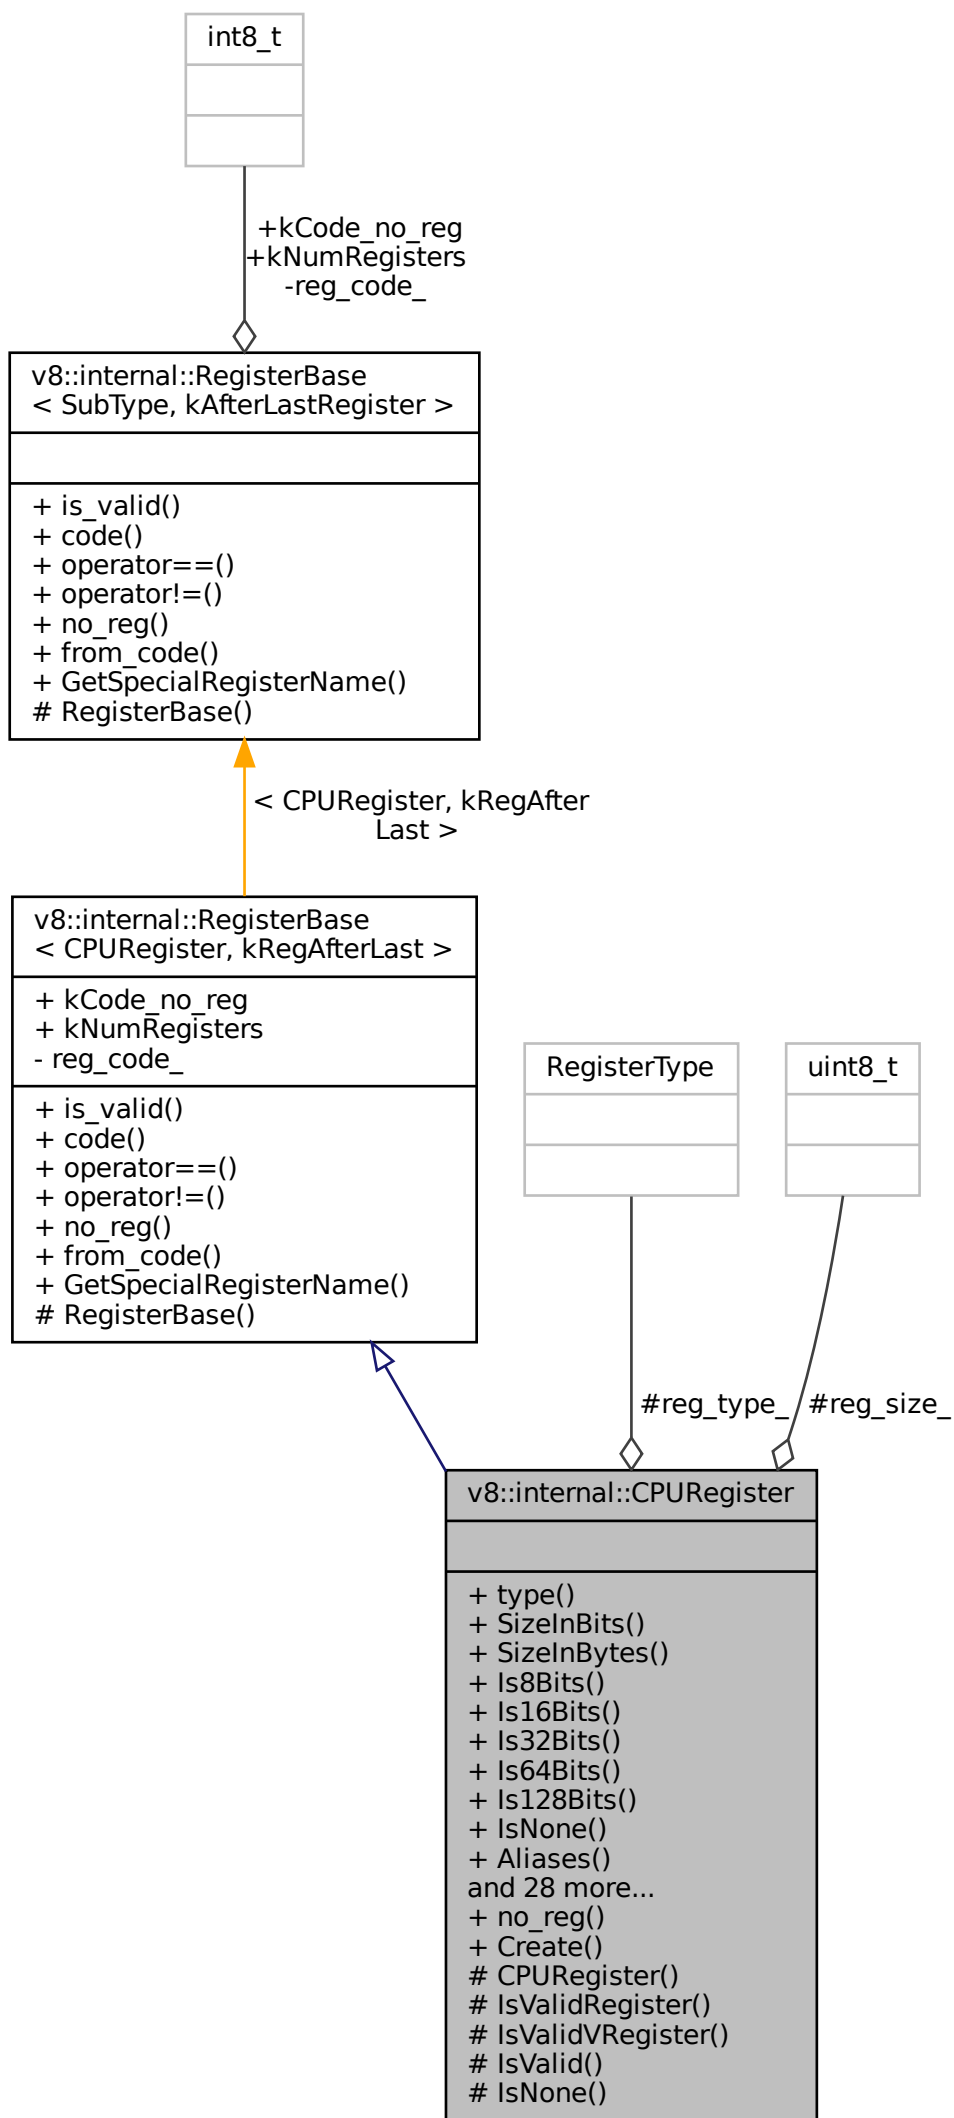 int8_t
+kCode_no_reg
+kNumRegisters
-reg_code_
v8::internal::RegisterBase
< SubType, kAfterLastRegister >
+ is_valid()
+ code()
+ operator==()
+ operator!=()
+ no_reg()
+ from_code()
+ GetSpecialRegisterName()
# RegisterBase()
< CPURegister, kRegAfter
Last >
v8::internal::RegisterBase
< CPURegister, kRegAfterLast >
+ kCode_no_reg
+ kNumRegisters
- reg_code_
+ is_valid()
+ code()
+ operator==()
+ operator!=()
+ no_reg()
+ from_code()
+ GetSpecialRegisterName()
# RegisterBase()
RegisterType
uint8_t
#reg_type_
#reg_size_
v8::internal::CPURegister
+ type()
+ SizeInBits()
+ SizeInBytes()
+ Is8Bits()
+ Is16Bits()
+ Is32Bits()
+ Is64Bits()
+ Is128Bits()
+ IsNone()
+ Aliases()
and 28 more...
+ no_reg()
+ Create()
# CPURegister()
# IsValidRegister()
# IsValidVRegister()
# IsValid()
# IsNone()